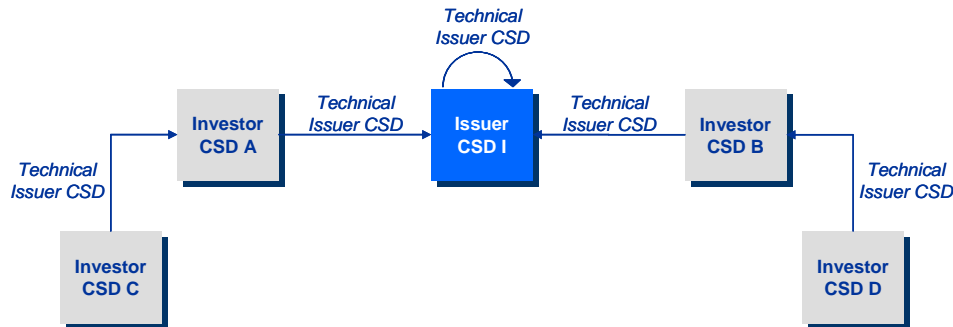 Technical
Issuer CSD
Technical
Issuer CSD
Technical
Issuer CSD
Investor
CSD A
Issuer
CSD I
Investor
CSD B
Technical
Issuer CSD
Technical
Issuer CSD
Investor
CSD C
Investor
CSD D